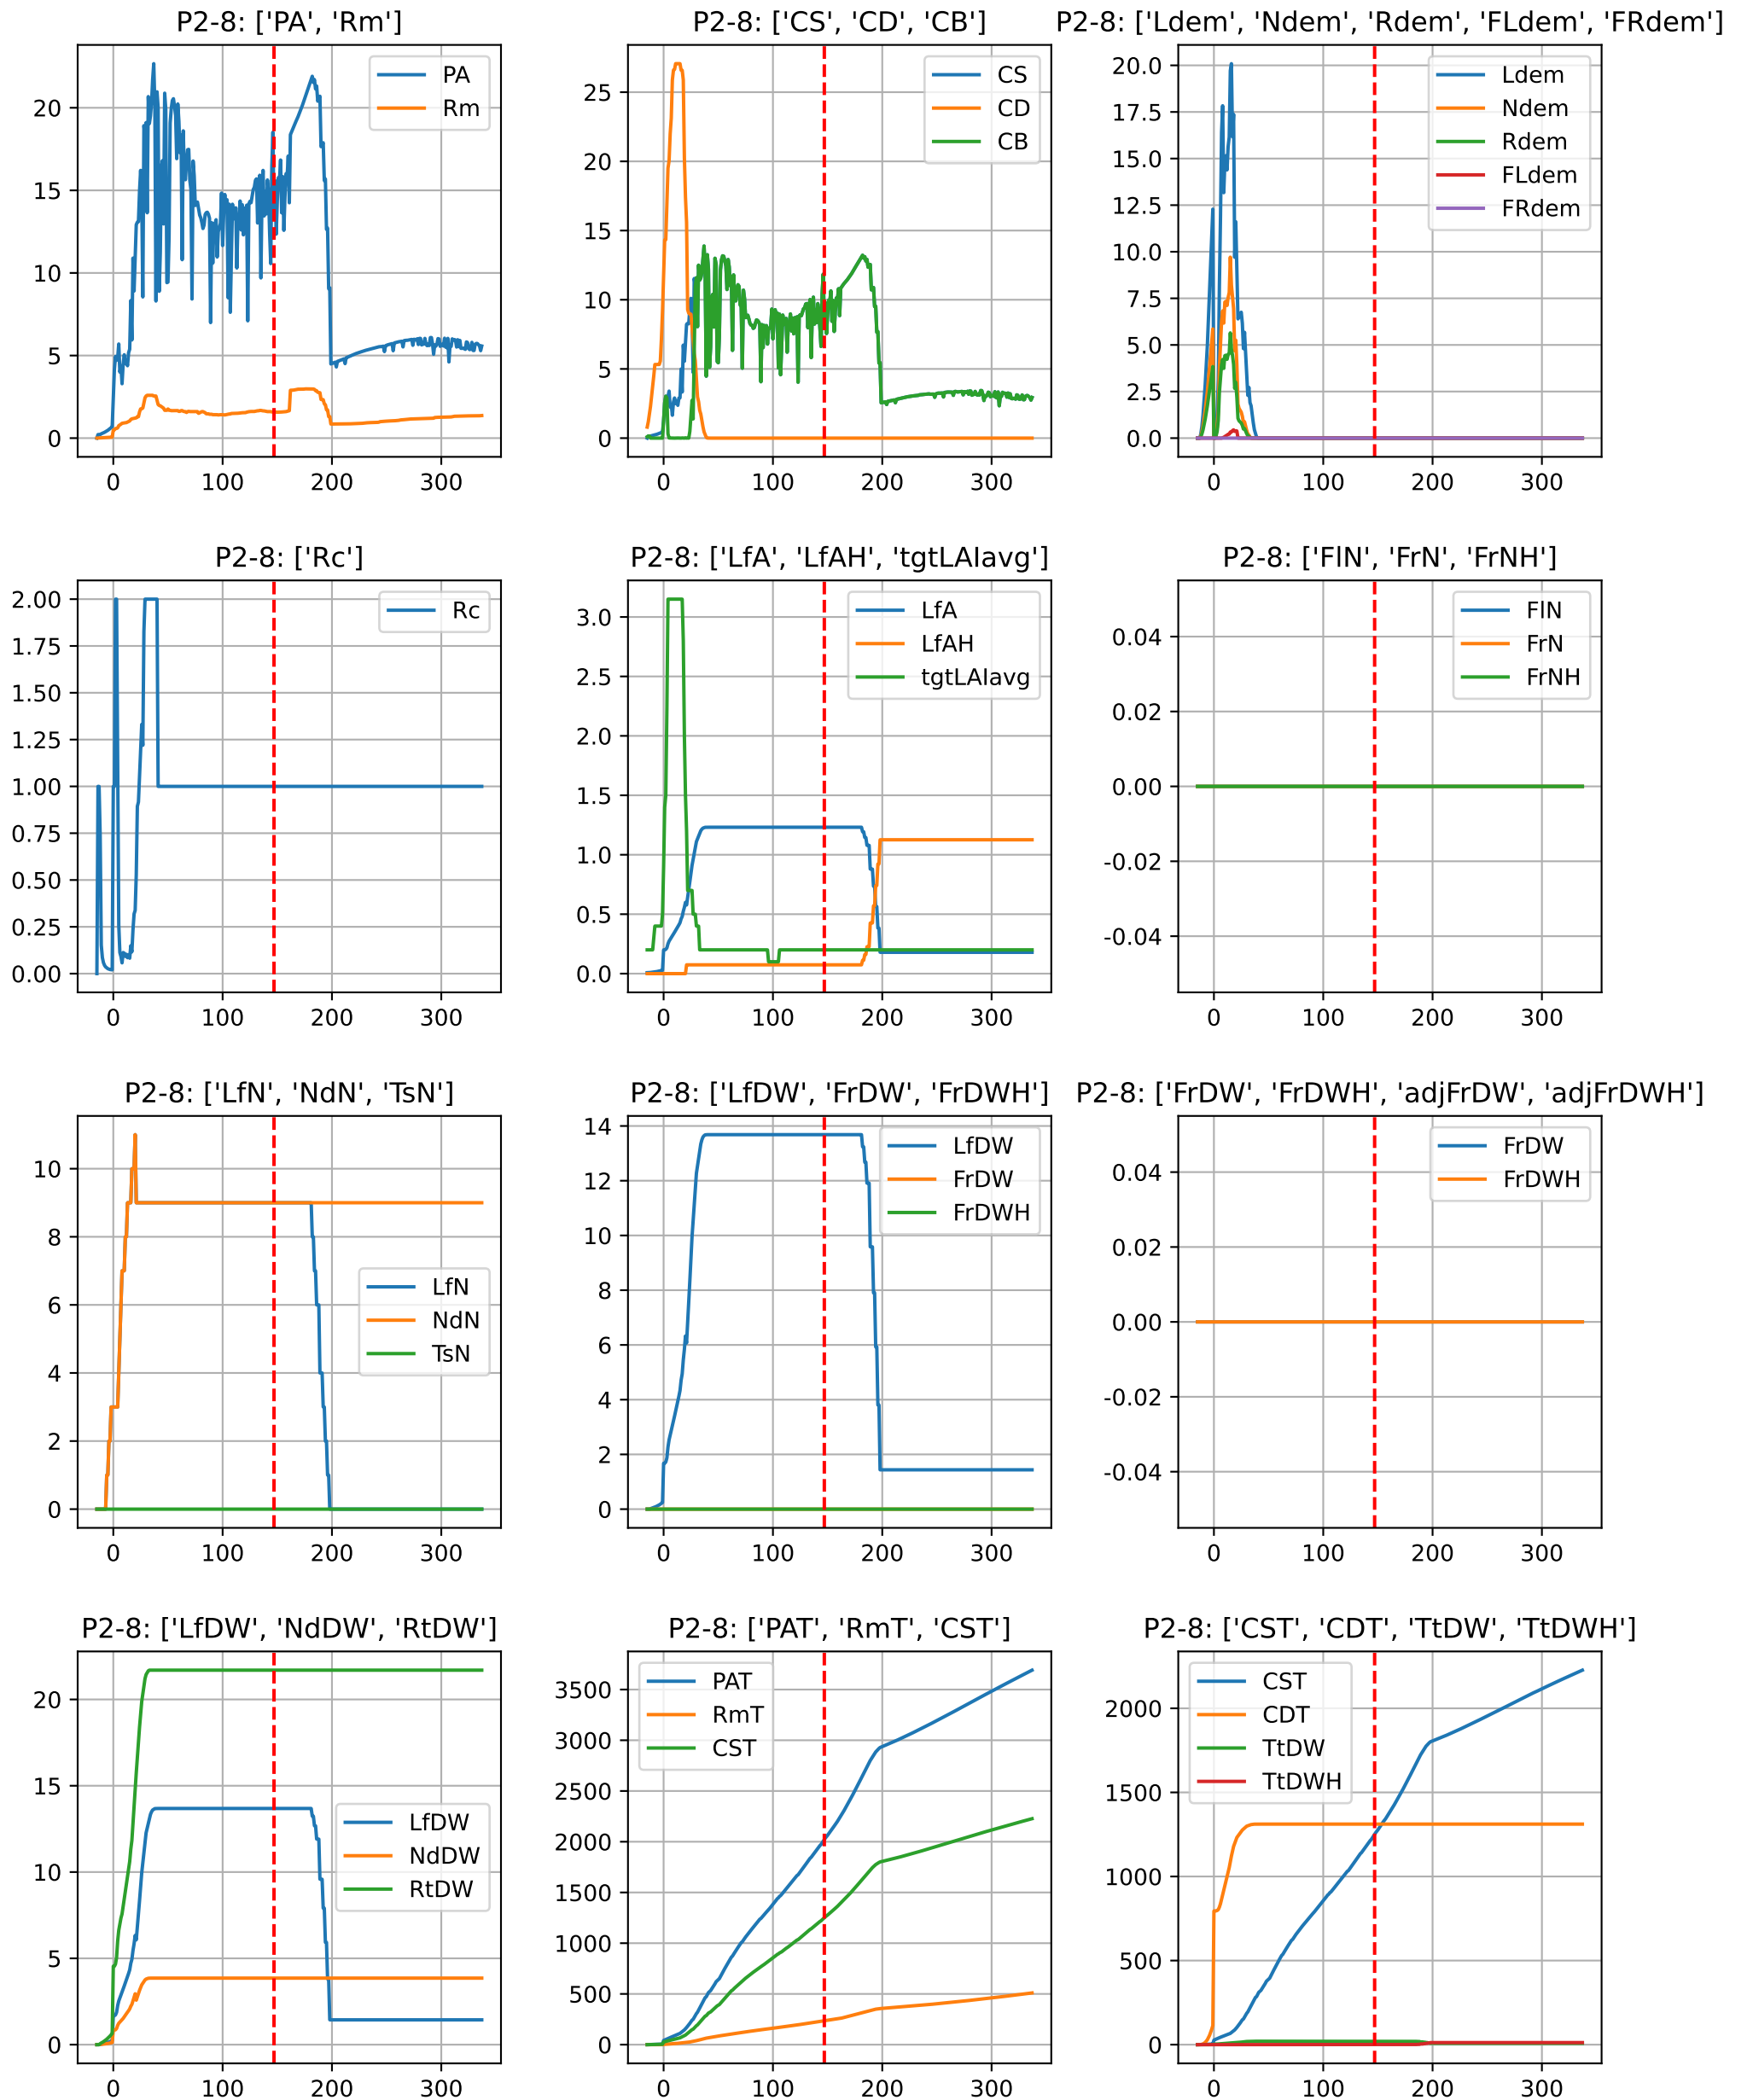 P2-8: ['PA', 'Rm']
PA
Rm
20
15
10
5
0
0 100 200 300
P2-8: ['CS', 'CD', 'CB']
CS
CD
CB
25
20
15
10
5
0
0 100 200 300
P2-8: ['Ldem', 'Ndem', 'Rdem', 'FLdem', 'FRdem']
Ldem
Ndem
Rdem
FLdem
FRdem
20.0
17.5
15.0
12.5
10.0
7.5
5.0
2.5
0.0
0 100 200 300
P2-8: ['Rc']
Rc
2.00
1.75
1.50
1.25
1.00
0.75
0.50
0.25
0.00
0 100 200 300
P2-8: ['LfA', 'LfAH', 'tgtLAIavg']
LfA
LfAH
tgtLAIavg
3.0
2.5
2.0
1.5
1.0
0.5
0.0
0 100 200 300
P2-8: ['FlN', 'FrN', 'FrNH']
FlN
FrN
FrNH
0.04
0.02
0.00
-0.02
-0.04
0 100 200 300
P2-8: ['LfN', 'NdN', 'TsN']
LfN
NdN
TsN
10
8
6
4
2
0
0 100 200 300
P2-8: ['LfDW', 'FrDW', 'FrDWH']
LfDW
FrDW
FrDWH
14
12
10
8
6
4
2
0
0 100 200 300
P2-8: ['FrDW', 'FrDWH', 'adjFrDW', 'adjFrDWH']
FrDW
FrDWH
0.04
0.02
0.00
-0.02
-0.04
0 100 200 300
P2-8: ['LfDW', 'NdDW', 'RtDW']
LfDW
NdDW
RtDW
20
15
10
5
0
0 100 200 300
P2-8: ['PAT', 'RmT', 'CST']
PAT
RmT
CST
3500
3000
2500
2000
1500
1000
500
0
0 100 200 300
P2-8: ['CST', 'CDT', 'TtDW', 'TtDWH']
CST
CDT
TtDW
TtDWH
2000
1500
1000
500
0
0 100 200 300